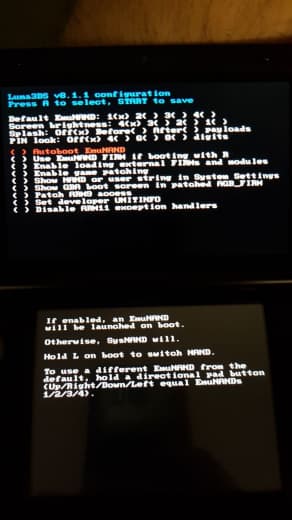 Luma3DS v8.1.1 configuration
Press A to select, START to save
Default EmuNAND: 1(x) 2( ) 3( ) 4( )
Screen brightness: 4(x) 3( ) 2( ) 1( )
Splash: Off(x) Before( ) After( ) payloads
PIN lock: Off(x) 4( ) 6( ) 8( ) digits
( ) Autoboot EmuNAND
( ) Use EmuNAND FIRM if booting with R
( ) Enable loading external FIRMs and modules
( ) Enable game patching
( ) Show NAND or user string in System Settings
( ) Show GBA boot screen in patched AGB_FIRM
( ) Patch ARM9 access
( ) Set developer UNITINFO
( ) Disable ARM11 exception handlers
If enabled, an EmuNAND
will be launched on boot.
Otherwise, SysNAND will.
Hold L on boot to switch NAND.
To use a different EmuNAND from the
default, hold a directional pad button
(Up/Right/Down/Left equal EmuNANDs
1/2/3/4).